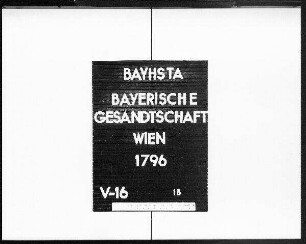 BAYHSTA
BAYERISCHE
GESANDTSCHAFT
WIEN
1796
V-16 18